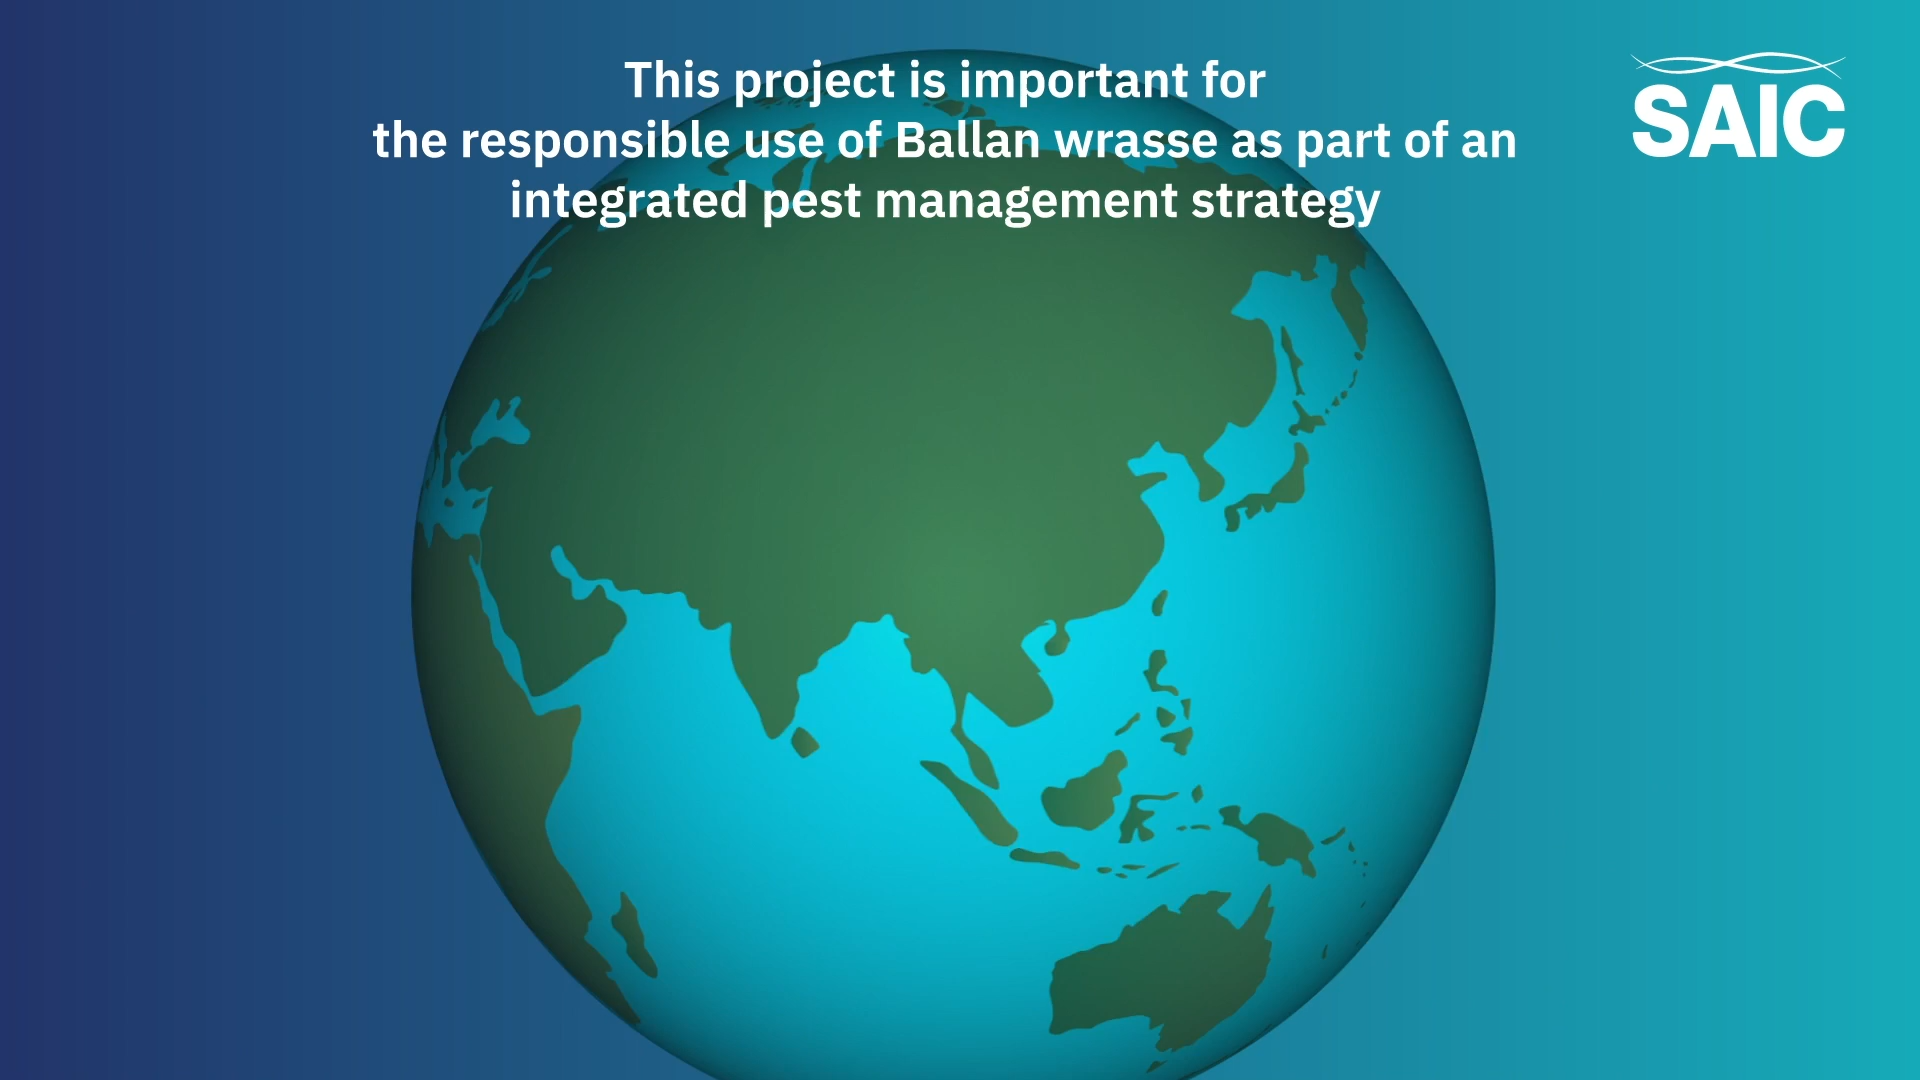 This project is important for
the responsible use of Ballan wrasse as part of an
integrated pest management strategy
SAIC